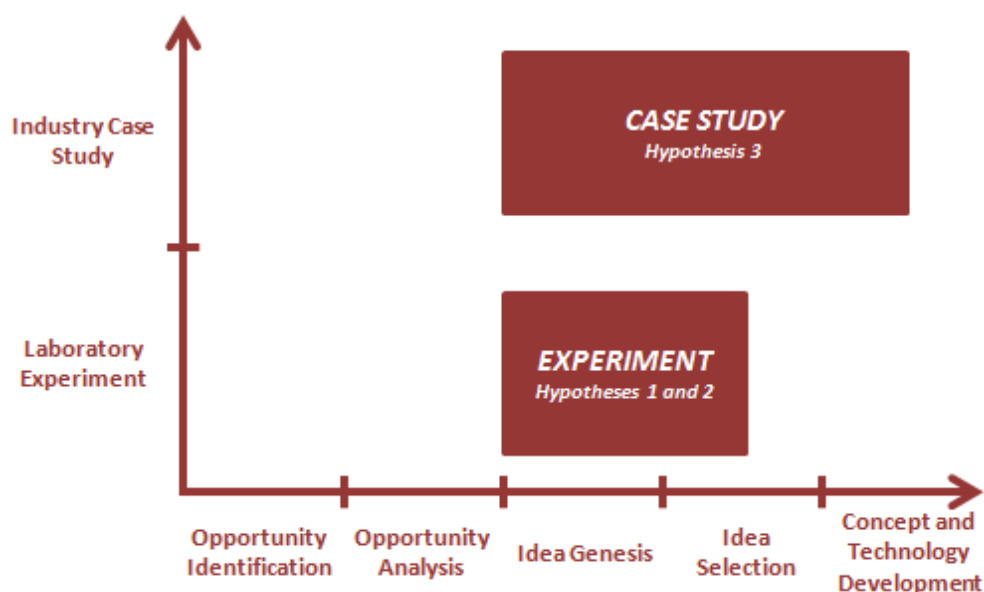 Industry Case
Study
CASE STUDY
Hypothesis 3
Laboratory
Experiment
EXPERIMENT
Hypotheses 1 and 2
Opportunity
Identification
Opportunity
Analysis
Idea Genesis
Idea
Selection
Concept and
Technology
Development